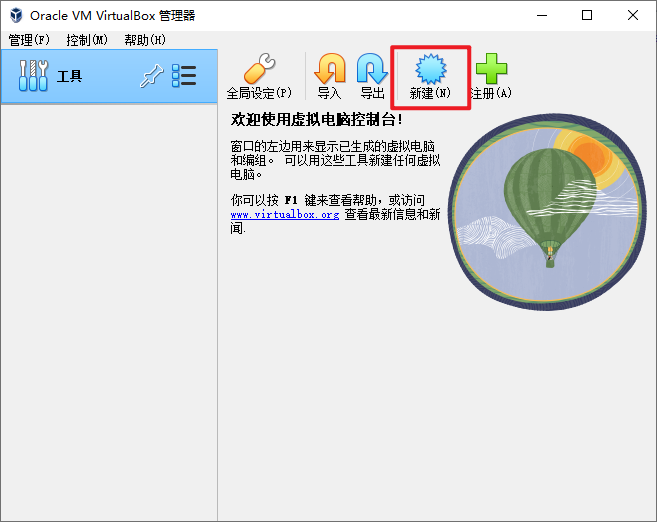 Oracle VM VirtualBox 管理器
管理(F) 控制(M) 帮助(H)
工具
全局设定(P) 导入 导出 新建(N) 注册(A)
欢迎使用虚拟电脑控制台!
窗口的左边用来显示已生成的虚拟电脑
和编组。 可以用这些工具新建任何虚拟
电脑。
你可以按 F1 键来查看帮助，或访问
www.virtualbox.org 查看最新信息和新
闻.